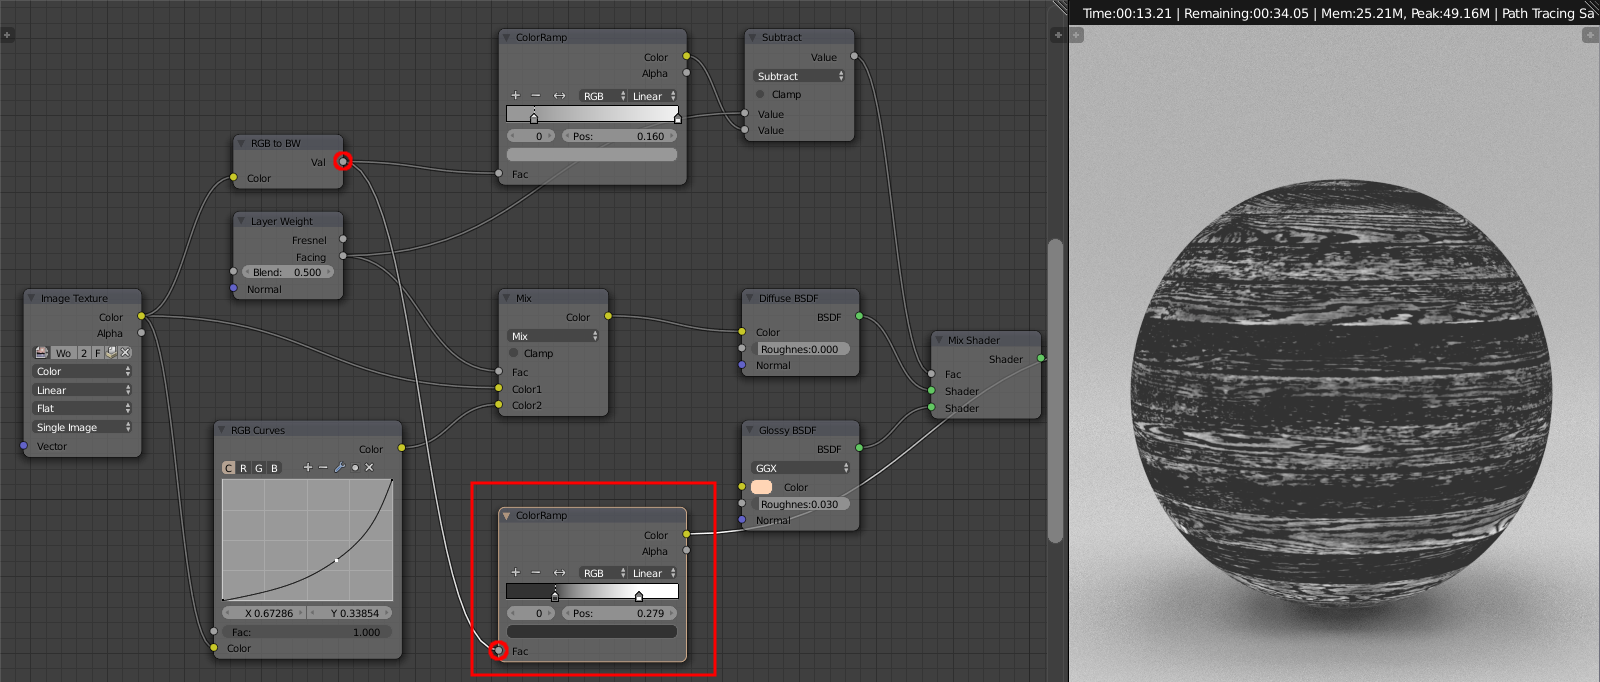 Time:00:13.21 | Remaining:00:34.05 | Mem:25.21M, Peak:49.16M | Path Tracing Sa
ColorRamp
Color
Alpha
RGB Linear
0 Pos: 0.160
Fac
Subtract
Value
Subtract
Clamp
Value
Value
RGB to BW
Val
Color
Layer Weight
Fresnel
Facing
Blend: 0.500
Normal
Image Texture
Color
Alpha
Wo 2 F
Color
Linear
Flat
Single Image
Vector
Mix
Color
Mix
Clamp
Fac
Color1
Color2
Diffuse BSDF
BSDF
Color
Roughnes:0.000
Normal
Mix Shader
Shader
Fac
Shader
Shader
RGB Curves
Color
C R G B
X 0.67286 Y 0.33854
Fac: 1.000
Color
Glossy BSDF
BSDF
GGX
Color
Roughnes:0.030
Normal
ColorRamp
Color
Alpha
RGB Linear
0 Pos: 0.279
Fac